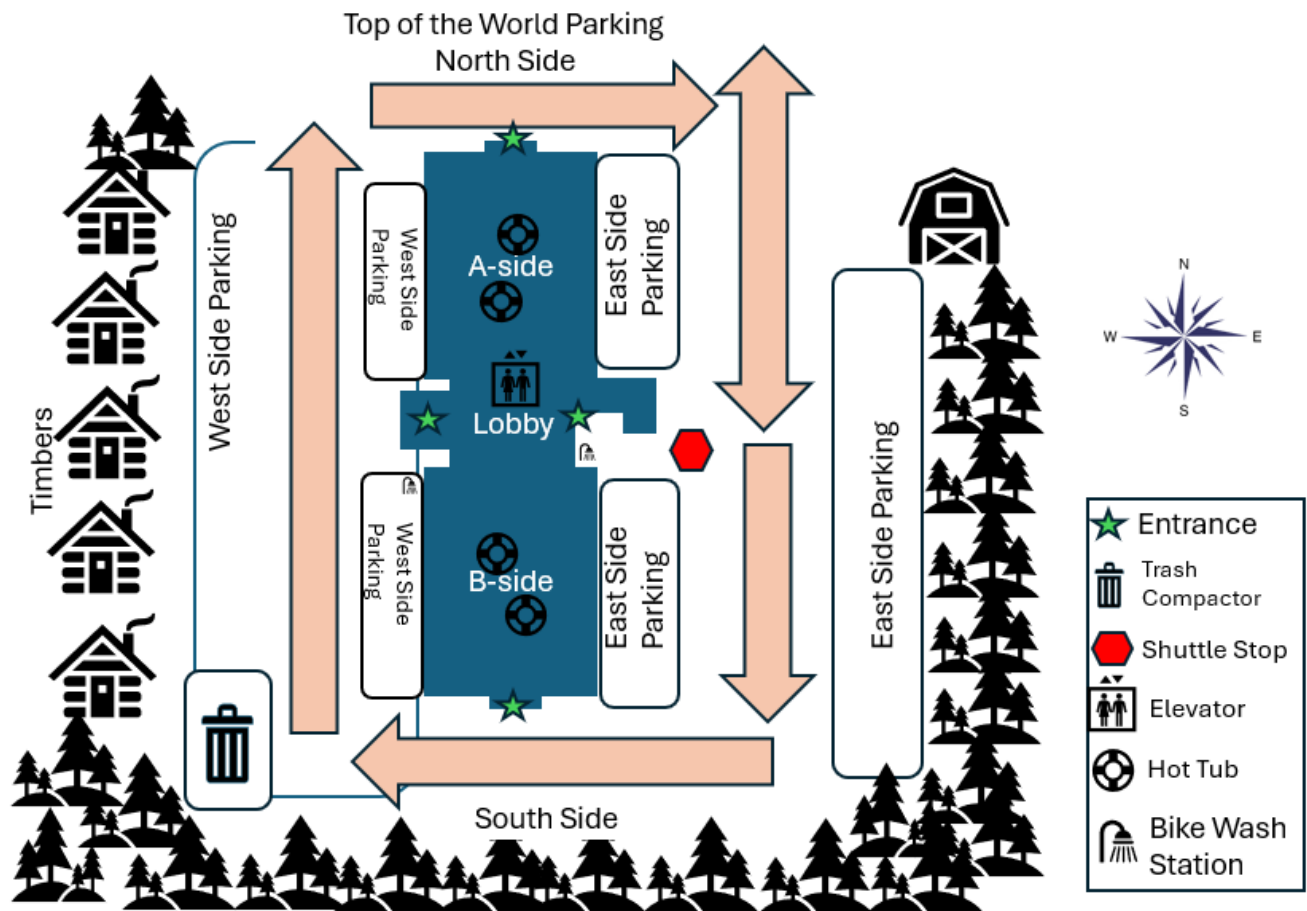 Top of the World Parking
North Side
West Side Parking
West Side
Parking
A-side
East Side
Parking
Lobby
Timbers
West Side
Parking
B-side
East Side
Parking
East Side Parking
South Side
N
W
E
S
Entrance
Trash
Compactor
Shuttle Stop
Elevator
Hot Tub
Bike Wash
Station